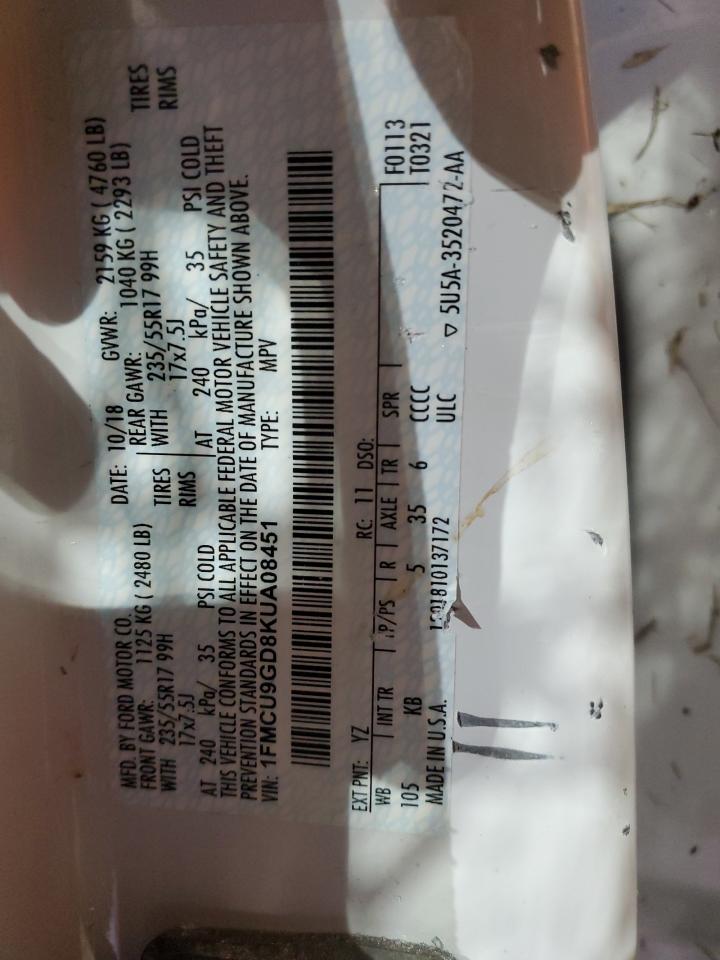 MFD. BY FORD MOTOR CO. DATE: 10/18 GVWR: 2159 KG ( 4760 LB)
FRONT GAWR: 1125 KG ( 2480 LB) REAR GAWR: 1040 KG ( 2293 LB)
WITH 235/55R17 99H TIRES WITH 235/55R17 99H TIRES
17x7.5J RIMS 17x7.5J RIMS
AT 240 kPa/ 35 PSI COLD AT 240 kPa/ 35 PSI COLD
THIS VEHICLE CONFORMS TO ALL APPLICABLE FEDERAL MOTOR VEHICLE SAFETY AND THEFT
PREVENTION STANDARDS IN EFFECT ON THE DATE OF MANUFACTURE SHOWN ABOVE.
VIN: 1FMCU9GD8KUA08451 TYPE: MPV
EXT PNT: YZ RC: 11 DSO:
WB INT TR P/PS R AXLE TR SPR F0113
105 KB 5 35 6 CCCC T0321
MADE IN U.S.A. ULC
▽ 5U5A-3520472-AA